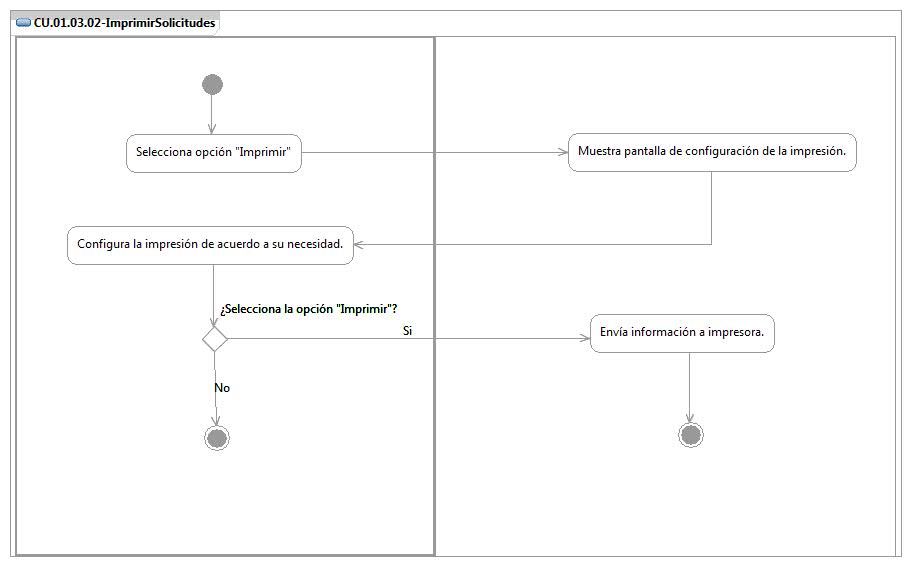 CU.01.03.02-ImprimirSolicitudes
Selecciona opción "Imprimir"
Muestra pantalla de configuración de la impresión.
Configura la impresión de acuerdo a su necesidad.
¿Selecciona la opción "Imprimir"?
Si
Envía información a impresora.
No